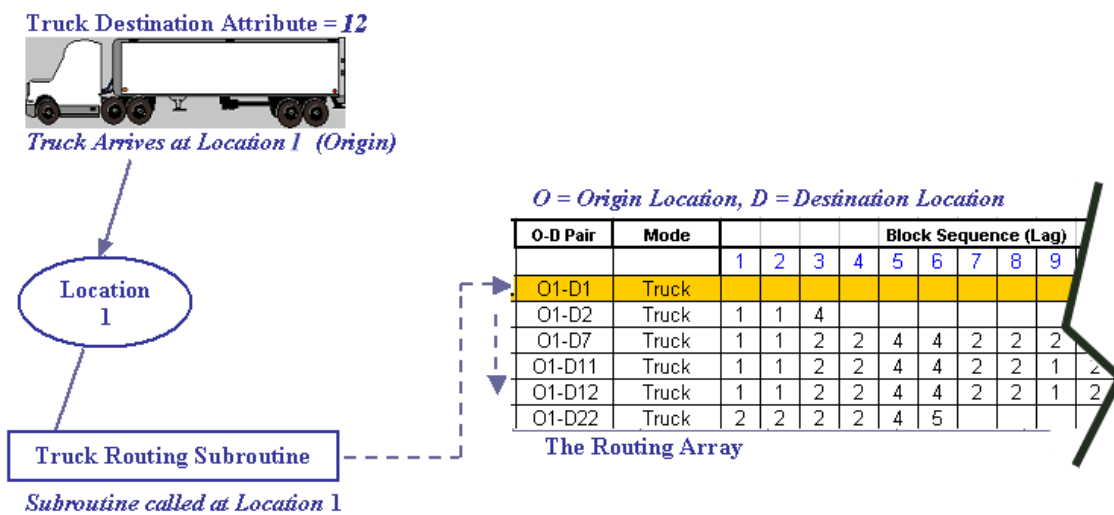 Truck Destination Attribute = 12
Truck Arrives at Location 1 (Origin)
Location
1
Truck Routing Subroutine
Subroutine called at Location 1
O = Origin Location, D = Destination Location
O-D Pair Mode Block Sequence (Lag)
1 2 3 4 5 6 7 8 9
O1-D1 Truck
O1-D2 Truck 1 1 4
O1-D7 Truck 1 1 2 2 4 4 2 2 2
O1-D11 Truck 1 1 2 2 4 4 2 2 1 2
O1-D12 Truck 1 1 2 2 4 4 2 2 1 2
O1-D22 Truck 2 2 2 2 4 5
The Routing Array